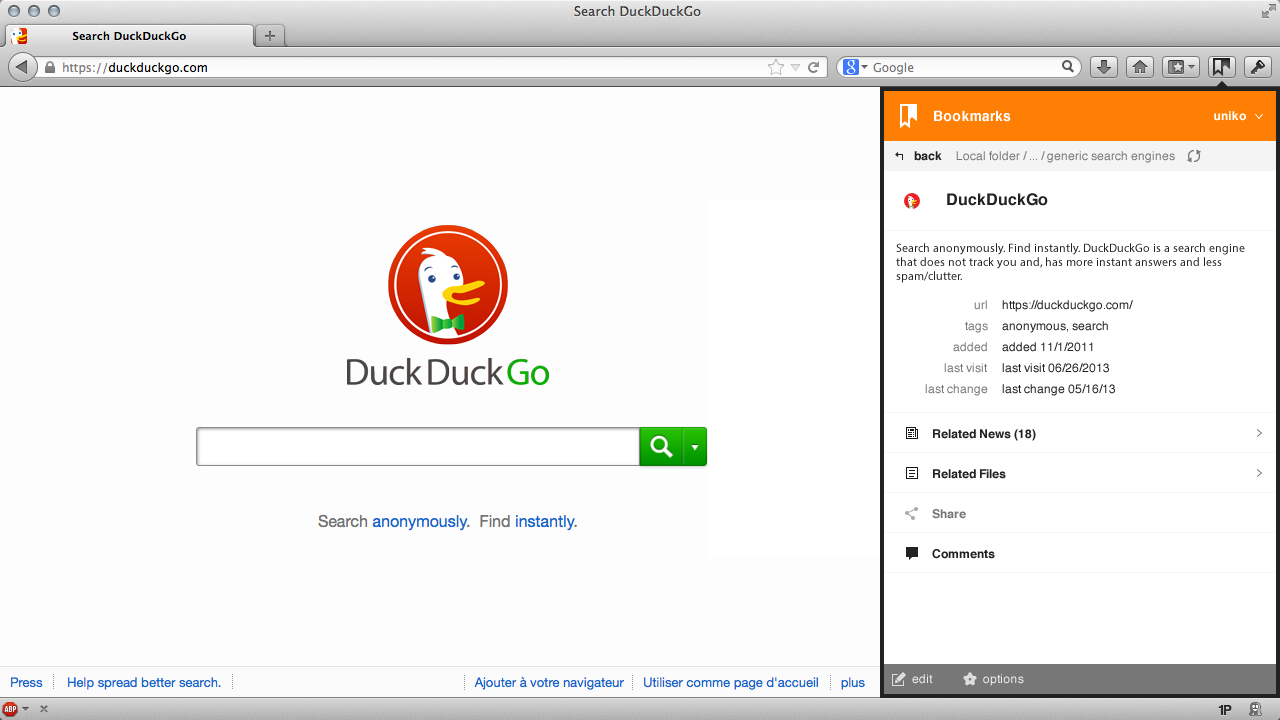 Search DuckDuckGo
Search DuckDuckGo
https://duckduckgo.com
Google
Bookmarks
uniko
back
Local folder / ... / generic search engines
DuckDuckGo
Search anonymously. Find instantly. DuckDuckGo is a search engine
that does not track you and, has more instant answers and less
spam/clutter.
url https://duckduckgo.com/
tags anonymous, search
added added 11/1/2011
last visit last visit 06/26/2013
last change last change 05/16/13
Related News (18)
Related Files
Share
Comments
edit
options
DuckDuckGo
Search anonymously. Find instantly.
Press
Help spread better search.
Ajouter à votre navigateur
Utiliser comme page d'accueil
plus
ABP
1P